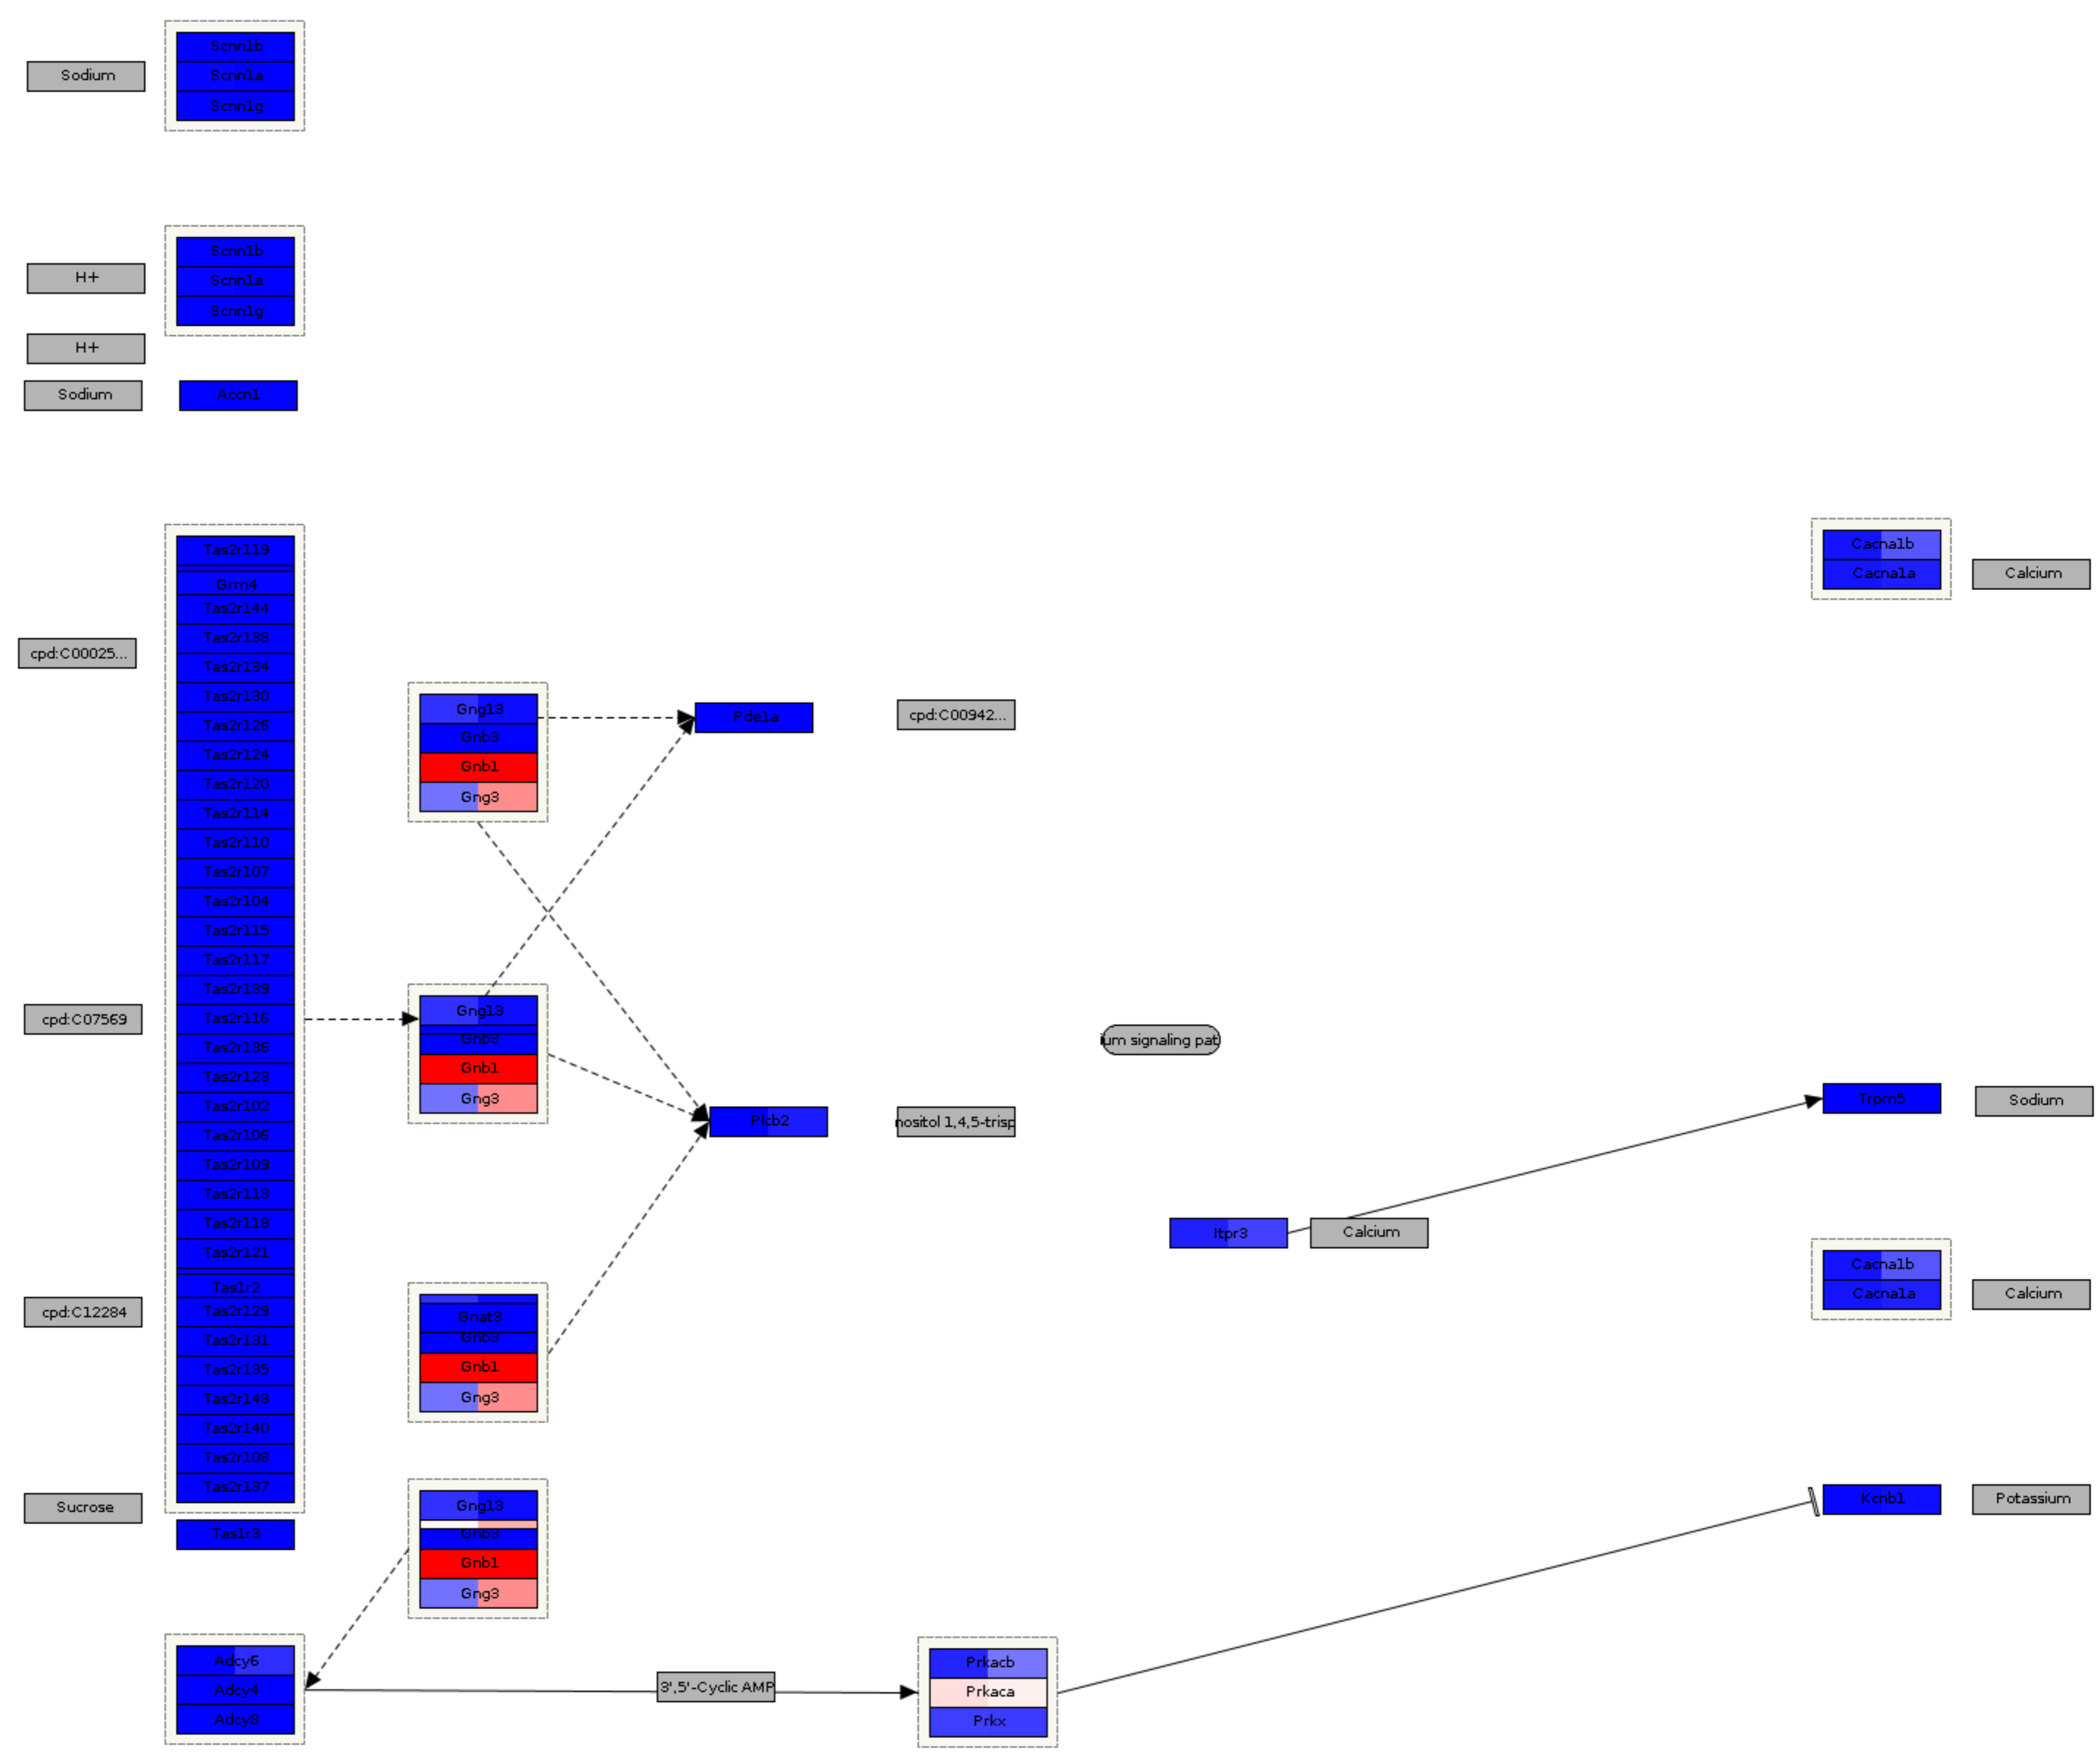 Sodium
Scnn1b
Scnn1a
Scnn1g
H+
Scnn1b
Scnn1a
Scnn1g
H+
Sodium
Accn1
cpd:C00025...
cpd:C07569
cpd:C12284
Sucrose
Tas2r119
Grm4
Tas2r144
Tas2r138
Tas2r134
Tas2r130
Tas2r126
Tas2r124
Tas2r120
Tas2r114
Tas2r110
Tas2r107
Tas2r104
Tas2r115
Tas2r117
Tas2r139
Tas2r116
Tas2r136
Tas2r123
Tas2r102
Tas2r106
Tas2r109
Tas2r113
Tas2r118
Tas2r121
Tas1r2
Tas2r129
Tas2r131
Tas2r135
Tas2r143
Tas2r140
Tas2r108
Tas2r137
Tas1r3
Adcy6
Adcy4
Adcy8
Gng13
Gnb3
Gnb1
Gng3
Gng13
Gnb3
Gnb1
Gng3
Gnat3
Gnb3
Gnb1
Gng3
Gng13
Gnb3
Gnb1
Gng3
Pde1a
cpd:C00942...
Plcb2
nositol 1,4,5-trisp
3',5'-Cyclic AMP
Prkacb
Prkaca
Prkx
ium signaling pat
Itpr3
Calcium
Cacna1b
Cacna1a
Calcium
Trpm5
Sodium
Cacna1b
Cacna1a
Calcium
Kcnb1
Potassium